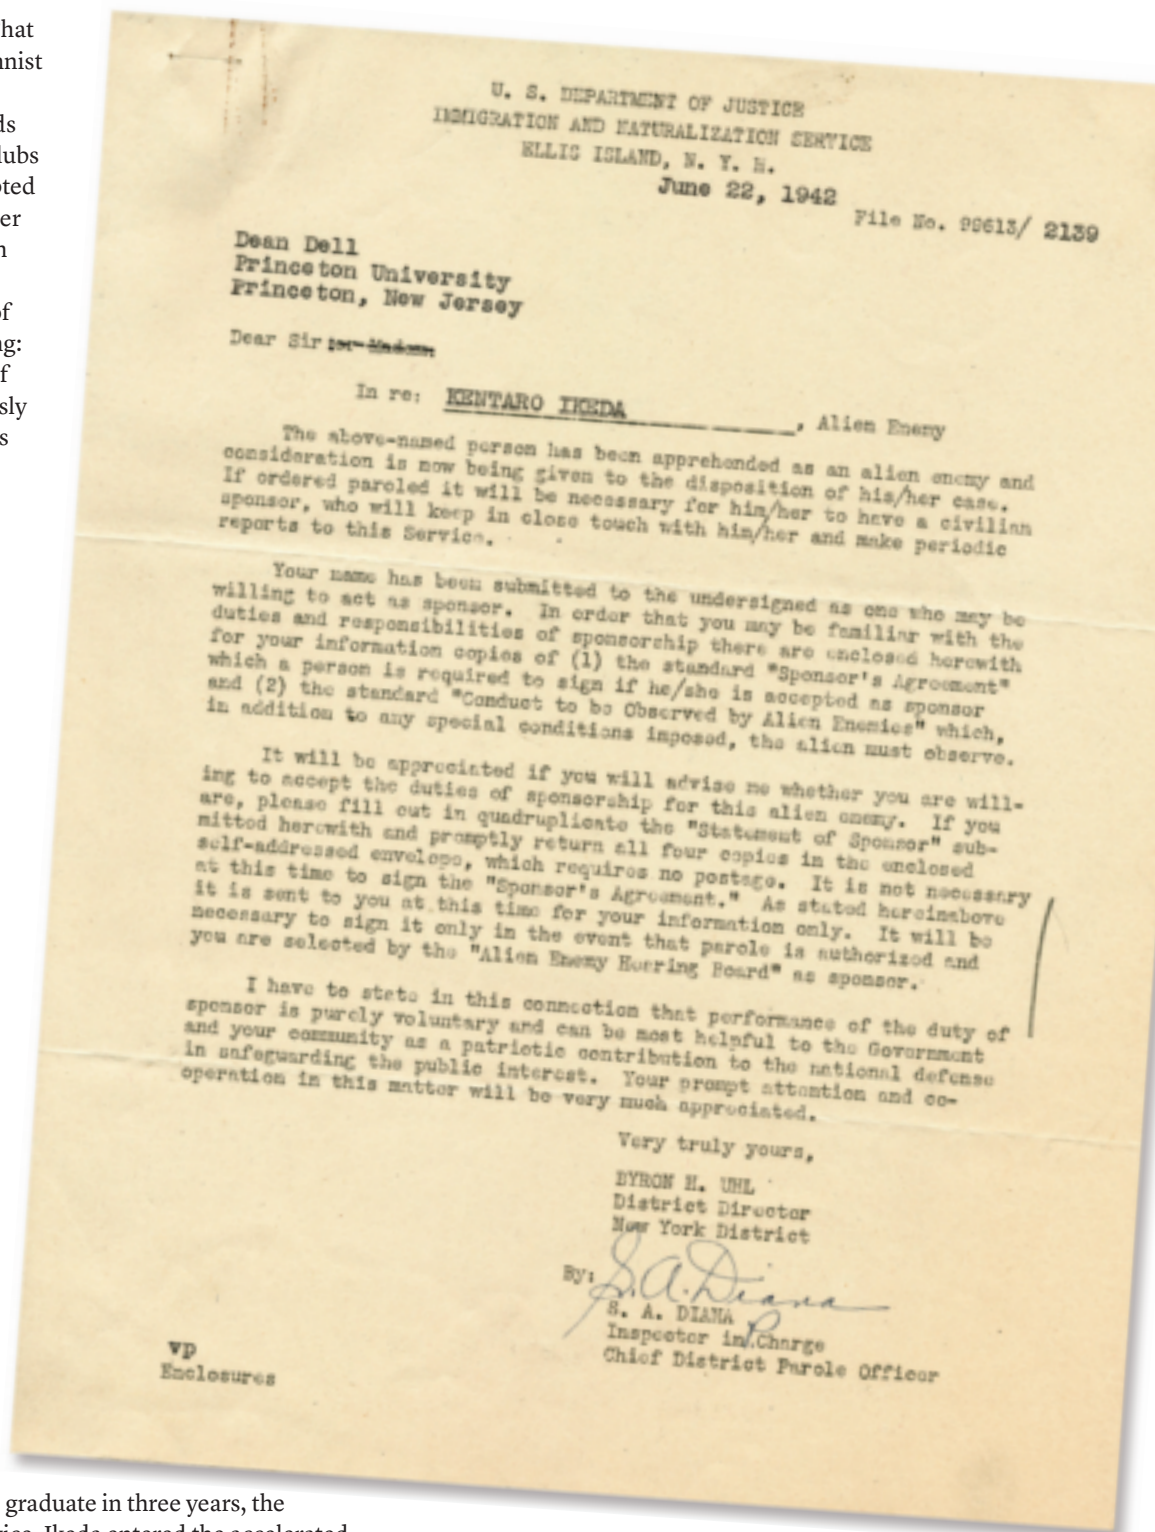 hat
nnist
ds
lubs
oted
er
n
of
ng:
f
sly
s
U. S. DEPARTMENT OF JUSTICE
IMMIGRATION AND NATURALIZATION SERVICE
ELLIS ISLAND, N. Y. H.
June 22, 1942
File No. 99613/ 2139
Dean Dell
Princeton University
Princeton, New Jersey
Dear Sir or Madam
In re: KENTARO IKEDA, Alien Enemy
The above-named person has been apprehended as an alien enemy and
consideration is now being given to the disposition of his/her case.
If ordered paroled it will be necessary for him/her to have a civilian
sponsor, who will keep in close touch with him/her and make periodic
reports to this Service.
Your name has been submitted to the undersigned as one who may be
willing to act as sponsor. In order that you may be familiar with the
duties and responsibilities of sponsorship there are enclosed herewith
for your information copies of (1) the standard "Sponsor's Agreement"
which a person is required to sign if he/she is accepted as sponsor
and (2) the standard "Conduct to be Observed by Alien Enemies" which,
in addition to any special conditions imposed, the alien must observe.
It will be appreciated if you will advise me whether you are will-
ing to accept the duties of sponsorship for this alien enemy. If you
are, please fill out in quadruplicate the "Statement of Sponsor" sub-
mitted herewith and promptly return all four copies in the enclosed
self-addressed envelope, which requires no postage. It is not necessary
at this time to sign the "Sponsor's Agreement." As stated hereinabove
it is sent to you at this time for your information only. It will be
necessary to sign it only in the event that parole is authorized and
you are selected by the "Alien Enemy Hearing Board" as sponsor.
I have to state in this connection that performance of the duty of
sponsor is purely voluntary and can be most helpful to the Government
and your community as a patriotic contribution to the national defense
in safeguarding the public interest. Your prompt attention and co-
operation in this matter will be very much appreciated.
Very truly yours,
BYRON H. UHL
District Director
New York District
By: S. A. Diana
S. A. DIANA
Inspector in Charge
Chief District Parole Officer
vp
Enclosures
graduate in three years, the
Ikeda entered the accelerated